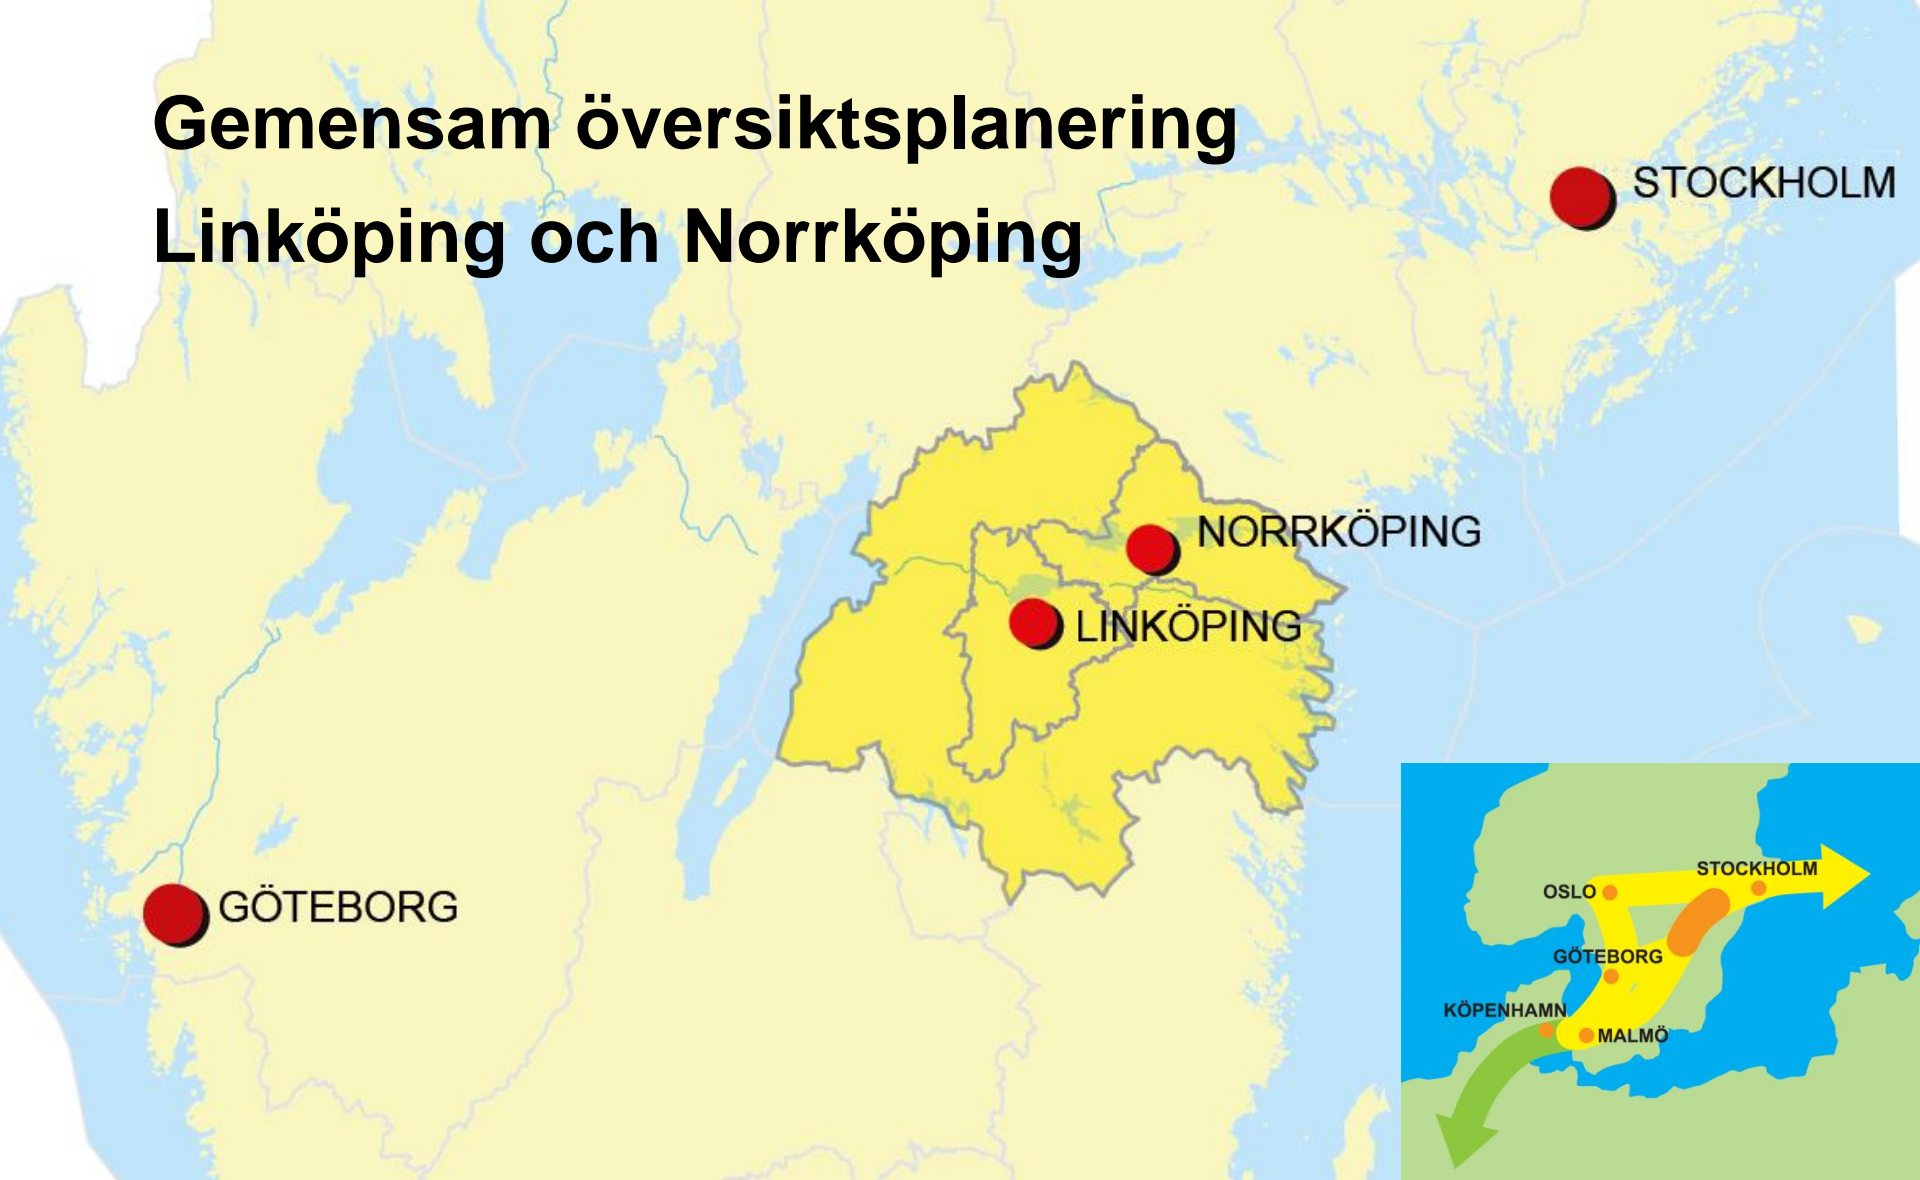 Gemensam översiktsplanering
Linköping och Norrköping
STOCKHOLM
NORRKÖPING
LINKÖPING
GÖTEBORG
STOCKHOLM
OSLO
GÖTEBORG
KÖPENHAMN
MALMÖ